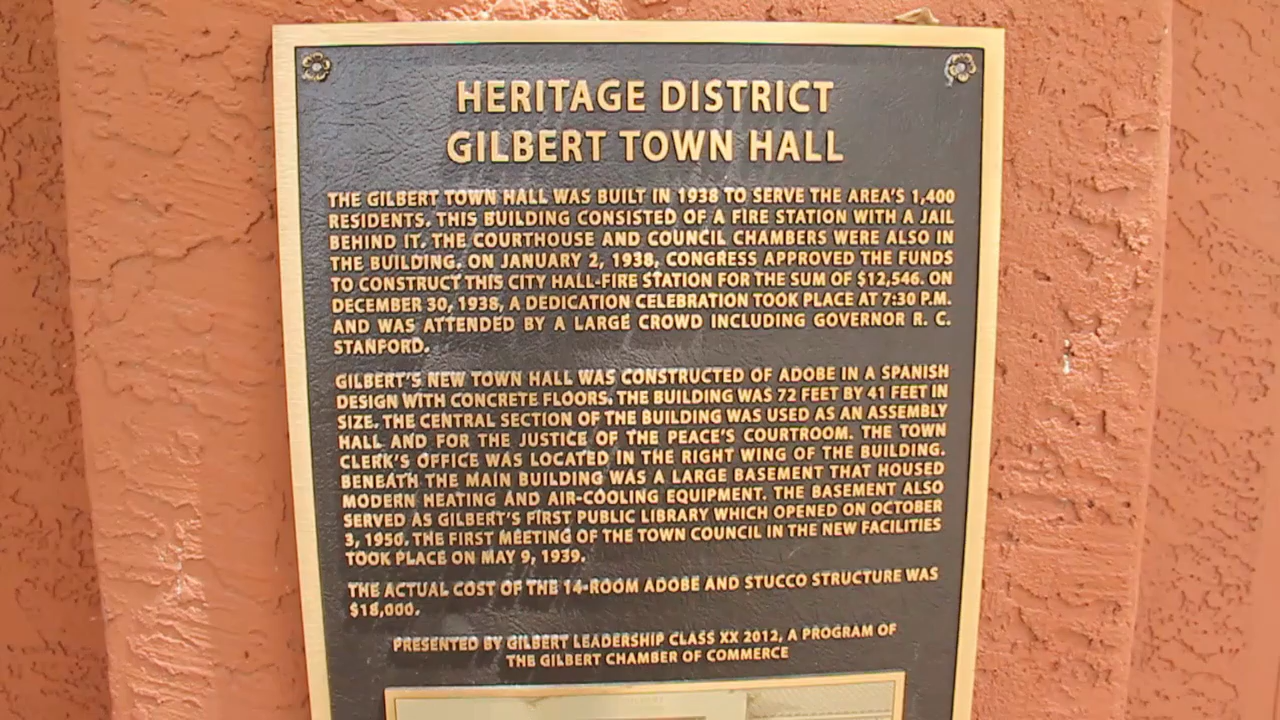 HERITAGE DISTRICT
GILBERT TOWN HALL
THE GILBERT TOWN HALL WAS BUILT IN 1938 TO SERVE THE AREA'S 1,400
RESIDENTS. THIS BUILDING CONSISTED OF A FIRE STATION WITH A JAIL
BEHIND IT. THE COURTHOUSE AND COUNCIL CHAMBERS WERE ALSO IN
THE BUILDING. ON JANUARY 2, 1938, CONGRESS APPROVED THE FUNDS
TO CONSTRUCT THIS CITY HALL-FIRE STATION FOR THE SUM OF $12,546. ON
DECEMBER 30, 1938, A DEDICATION CELEBRATION TOOK PLACE AT 7:30 P.M.
AND WAS ATTENDED BY A LARGE CROWD INCLUDING GOVERNOR R. C.
STANFORD.
GILBERT'S NEW TOWN HALL WAS CONSTRUCTED OF ADOBE IN A SPANISH
DESIGN WITH CONCRETE FLOORS. THE BUILDING WAS 72 FEET BY 41 FEET IN
SIZE. THE CENTRAL SECTION OF THE BUILDING WAS USED AS AN ASSEMBLY
HALL AND FOR THE JUSTICE OF THE PEACE'S COURTROOM. THE TOWN
CLERK'S OFFICE WAS LOCATED IN THE RIGHT WING OF THE BUILDING.
BENEATH THE MAIN BUILDING WAS A LARGE BASEMENT THAT HOUSED
MODERN HEATING AND AIR-COOLING EQUIPMENT. THE BASEMENT ALSO
SERVED AS GILBERT'S FIRST PUBLIC LIBRARY WHICH OPENED ON OCTOBER
3, 1950. THE FIRST MEETING OF THE TOWN COUNCIL IN THE NEW FACILITIES
TOOK PLACE ON MAY 9, 1939.
THE ACTUAL COST OF THE 14-ROOM ADOBE AND STUCCO STRUCTURE WAS
$18,000.
PRESENTED BY GILBERT LEADERSHIP CLASS XX 2012, A PROGRAM OF
THE GILBERT CHAMBER OF COMMERCE